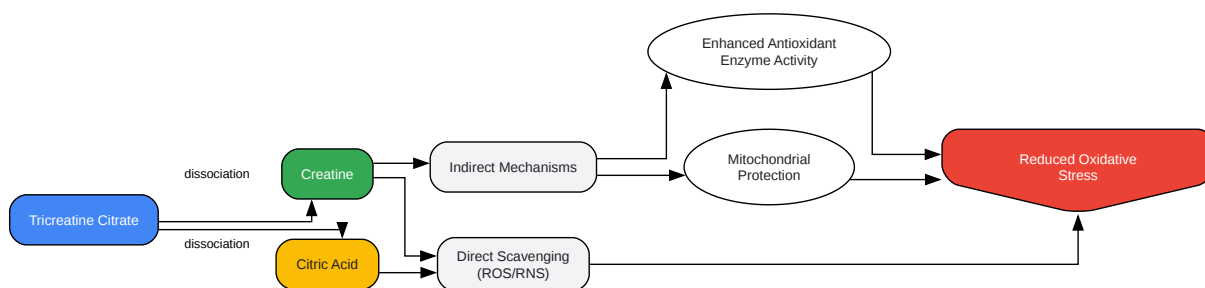 Enhanced Antioxidant
Enzyme Activity
dissociation
Creatine
Indirect Mechanisms
Mitochondrial
Protection
Reduced Oxidative
Stress
Tricreatine Citrate
dissociation
Citric Acid
Direct Scavenging
(ROS/RNS)